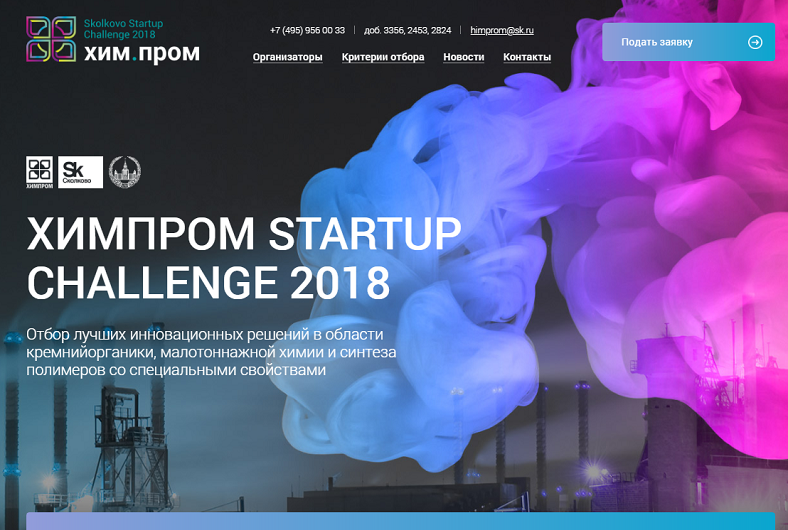 Skolkovo Startup
Challenge 2018
хим.пром
+7 (495) 956 00 33 | доб. 3356, 2453, 2824 | himprom@sk.ru
Организаторы Критерии отбора Новости Контакты
Подать заявку
ХИМПРОМ
Sk
Сколково
ХИМПРОМ STARTUP
CHALLENGE 2018
Отбор лучших инновационных решений в области
кремнийорганики, малотоннажной химии и синтеза
полимеров со специальными свойствами